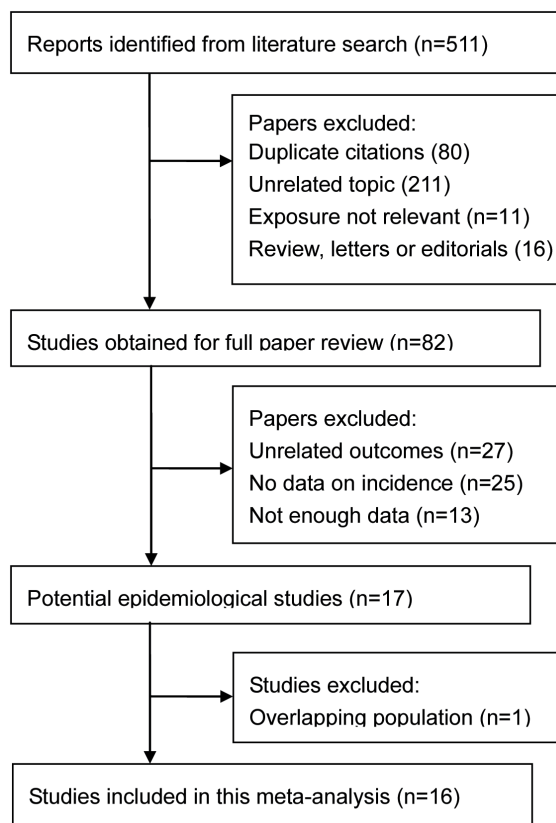 Reports identified from literature search (n=511)
Papers excluded:
Duplicate citations (80)
Unrelated topic (211)
Exposure not relevant (n=11)
Review, letters or editorials (16)
Studies obtained for full paper review (n=82)
Papers excluded:
Unrelated outcomes (n=27)
No data on incidence (n=25)
Not enough data (n=13)
Potential epidemiological studies (n=17)
Studies excluded:
Overlapping population (n=1)
Studies included in this meta-analysis (n=16)